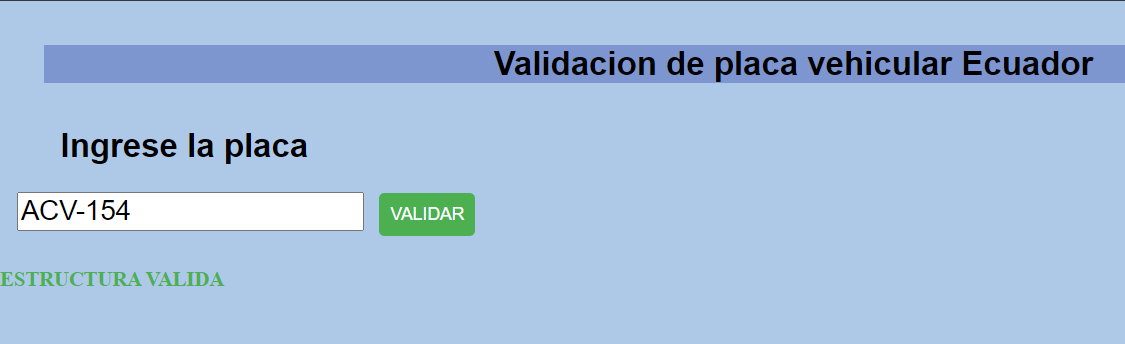 Validacion de placa vehicular Ecuador
Ingrese la placa
ACV-154
VALIDAR
ESTRUCTURA VALIDA